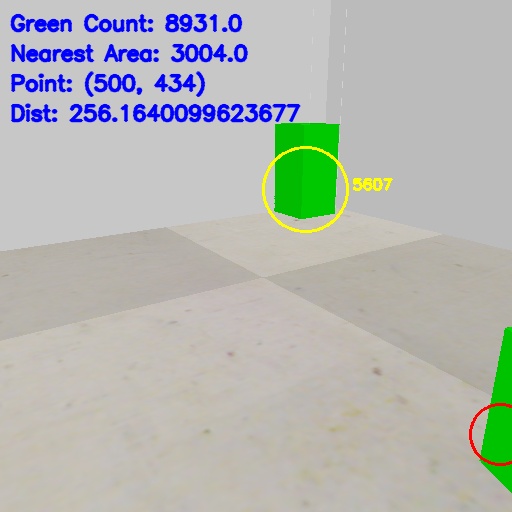 Green Count: 8931.0
Nearest Area: 3004.0
Point: (500, 434)
Dist: 256.1640099623677
5607